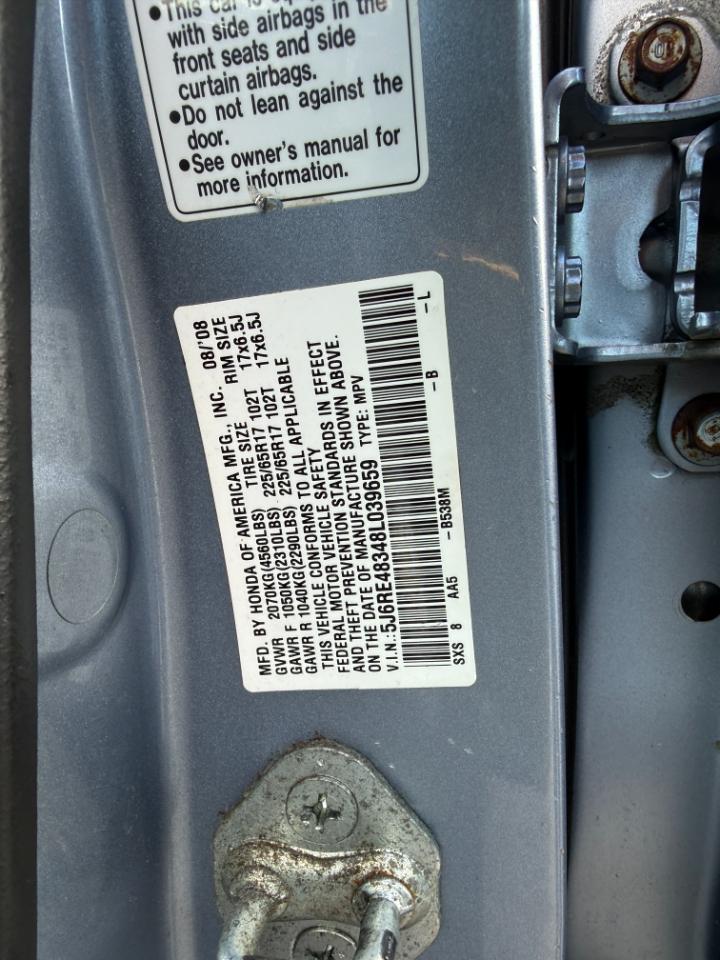 ●This car is
with side airbags in the
front seats and side
curtain airbags.
●Do not lean against the
door.
●See owner's manual for
more information.
MFD. BY HONDA OF AMERICA MFG., INC. 08/'08
GVWR 2070KG(4560LBS) TIRE SIZE RIM SIZE
GAWR F 1050KG(2310LBS) 225/65R17 102T 17x6.5J
GAWR R 1040KG(2290LBS) 225/65R17 102T 17x6.5J
THIS VEHICLE CONFORMS TO ALL APPLICABLE
FEDERAL MOTOR VEHICLE SAFETY
AND THEFT PREVENTION STANDARDS IN EFFECT
ON THE DATE OF MANUFACTURE SHOWN ABOVE.
V.I.N.: 5J6RE48348L039659 TYPE: MPV
SXS 8 AA5 - B538M - B - L
10